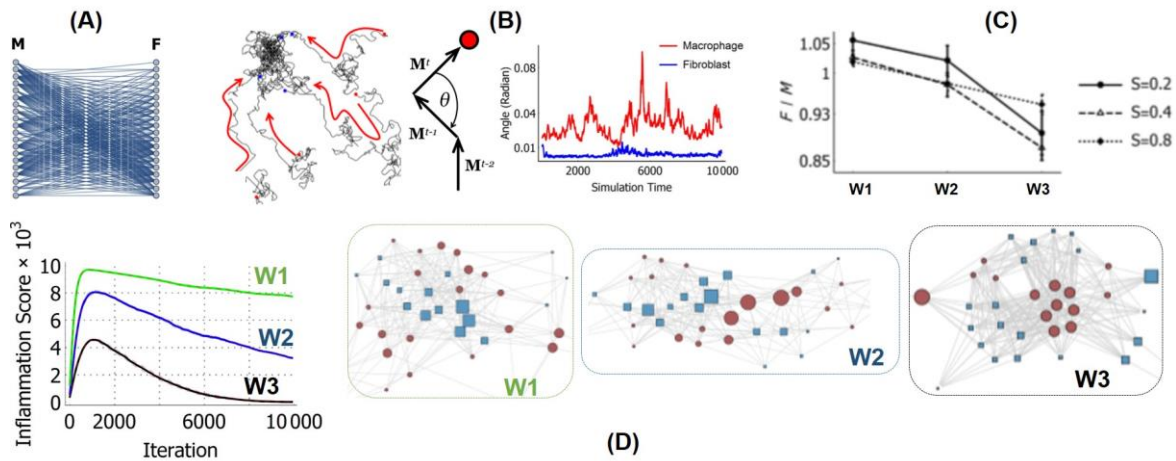 (A)
M F
M^t
θ
M^t-1
M^t-2
(B)
Macrophage
Fibroblast
Angle (Radian)
0.08
0.04
0.01
2000 6000 10000
Simulation Time
(C)
F / M
1.05
1
0.93
0.85
W1 W2 W3
S=0.2
S=0.4
S=0.8
Inflammation Score × 10³
10
8
6
4
2
0
W1
W2
W3
0 2000 6000 10 000
Iteration
W1
W2
W3
(D)